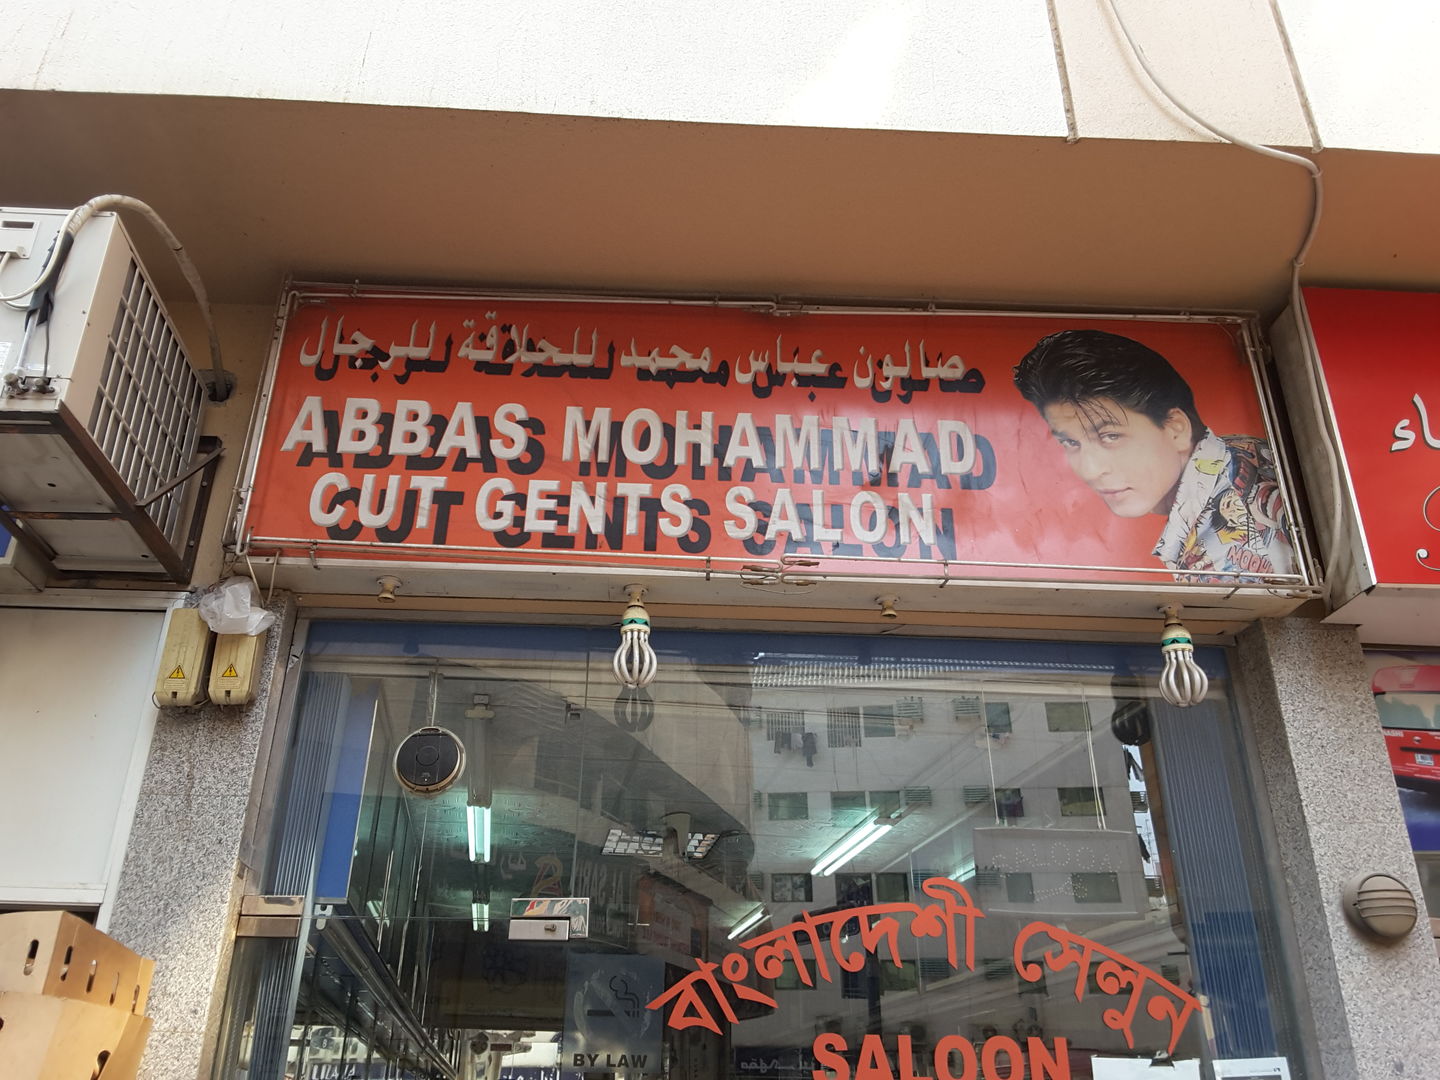 صالون عباس محمد للحلاقة للرجال
ABBAS MOHAMMAD
CUT GENTS SALON
বাংলাদেশী সেলুন
SALOON
BY LAW